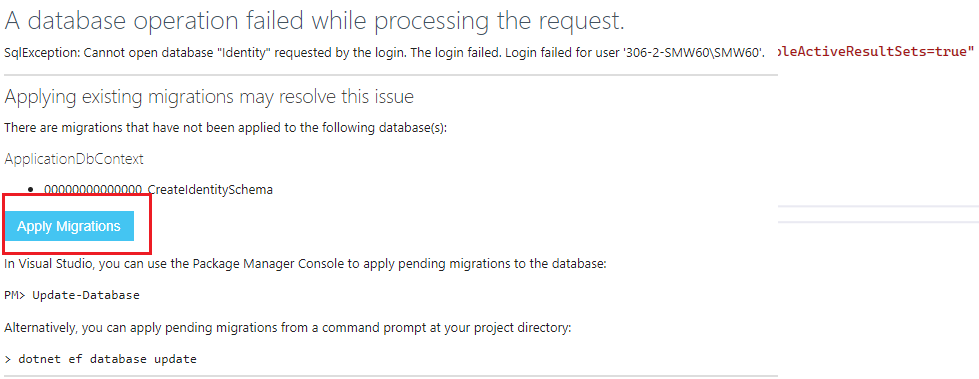 A database operation failed while processing the request.
SqlException: Cannot open database "Identity" requested by the login. The login failed. Login failed for user '306-2-SMW60\SMW60'.
leActiveResultSets=true"
Applying existing migrations may resolve this issue
There are migrations that have not been applied to the following database(s):
ApplicationDbContext
• 00000000000000_CreateIdentitySchema
Apply Migrations
In Visual Studio, you can use the Package Manager Console to apply pending migrations to the database:
PM> Update-Database
Alternatively, you can apply pending migrations from a command prompt at your project directory:
> dotnet ef database update